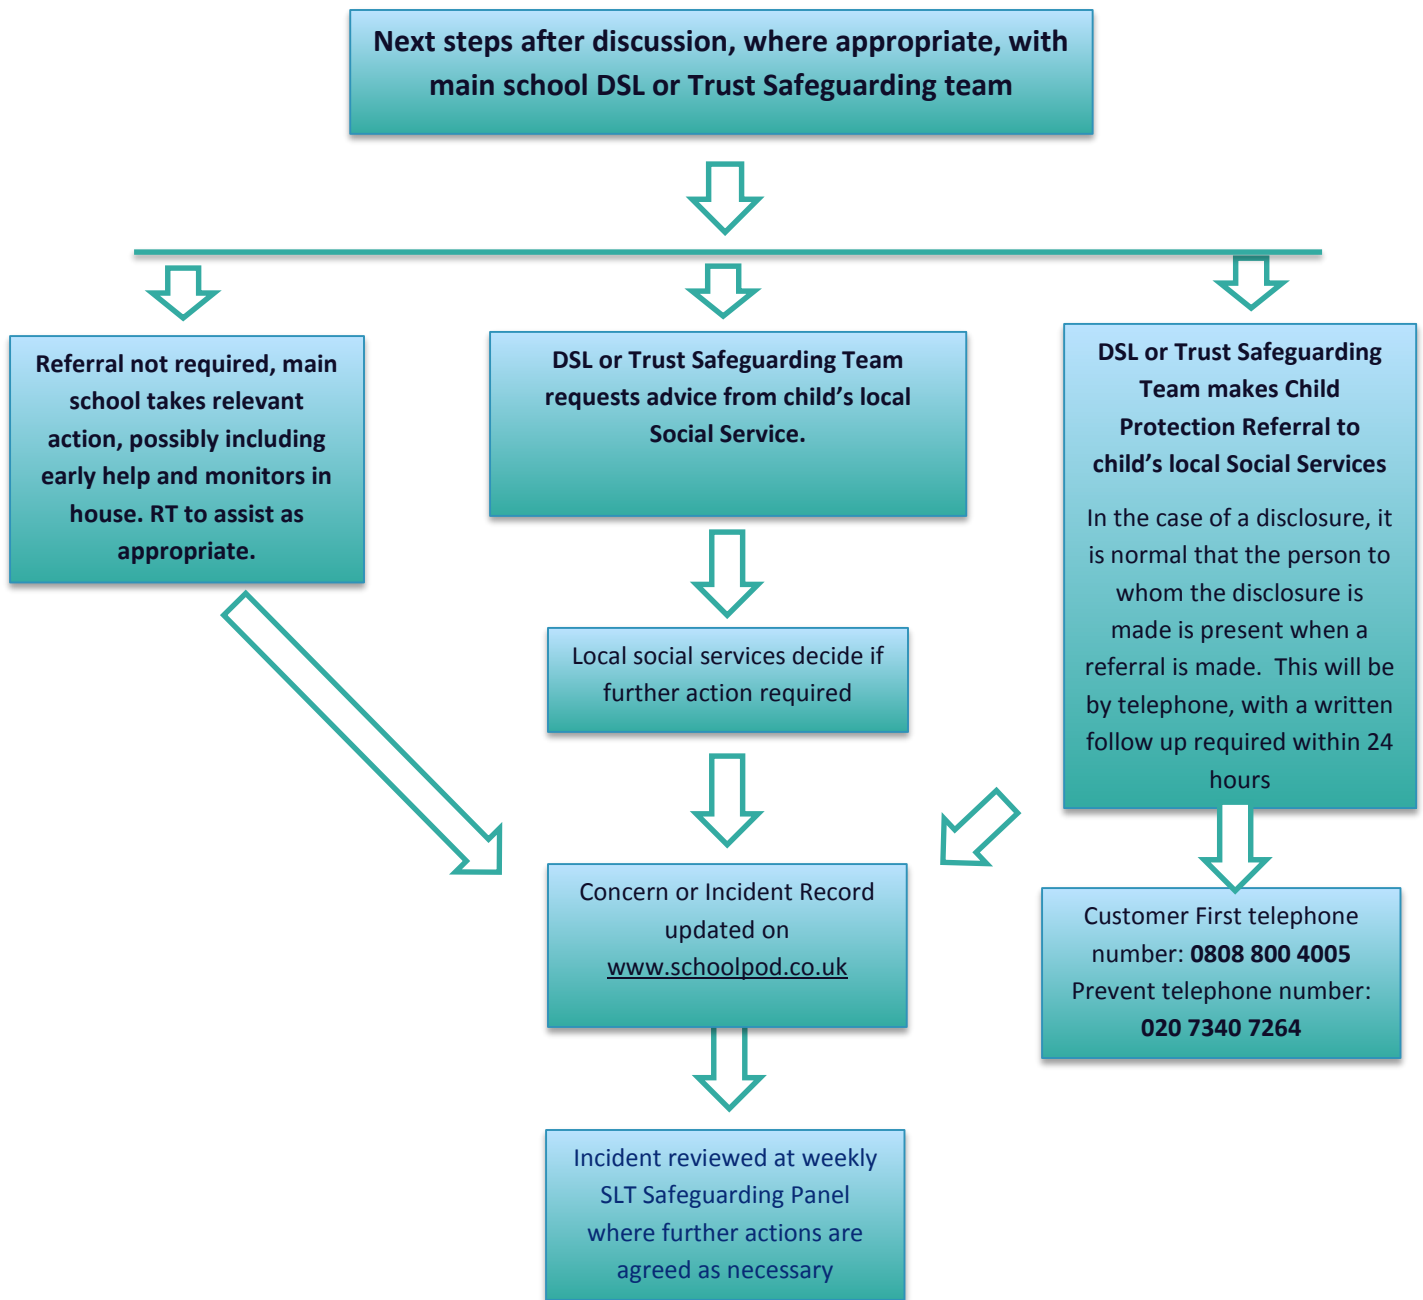 Next steps after discussion, where appropriate, with
main school DSL or Trust Safeguarding team
Referral not required, main
school takes relevant
action, possibly including
early help and monitors in
house. RT to assist as
appropriate.
DSL or Trust Safeguarding Team
requests advice from child’s local
Social Service.
DSL or Trust Safeguarding
Team makes Child
Protection Referral to
child’s local Social Services
In the case of a disclosure, it
is normal that the person to
whom the disclosure is
made is present when a
referral is made.  This will be
by telephone, with a written
follow up required within 24
hours
Local social services decide if
further action required
Concern or Incident Record
updated on
www.schoolpod.co.uk
Customer First telephone
number: 0808 800 4005
Prevent telephone number:
020 7340 7264
Incident reviewed at weekly
SLT Safeguarding Panel
where further actions are
agreed as necessary